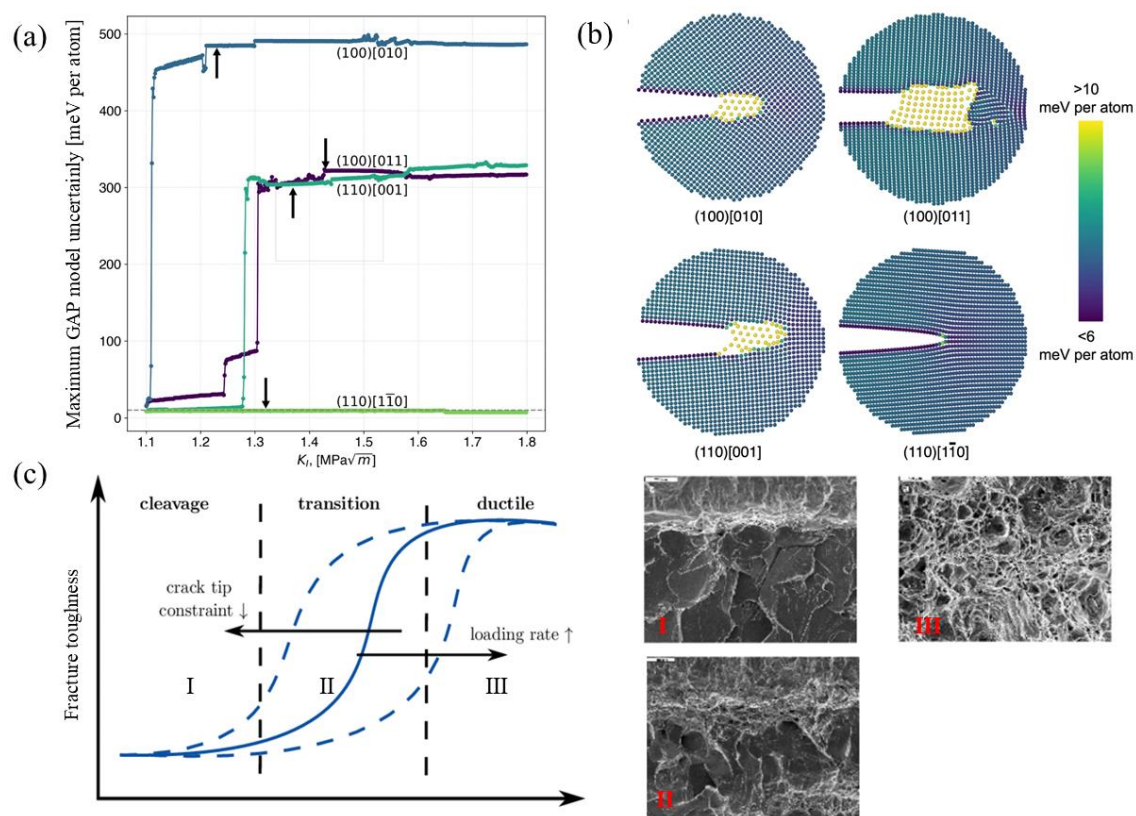 (a)
Maximum GAP model uncertainly [meV per atom]
500
400
300
200
100
0
(100)[010]
(100)[011]
(110)[001]
(110)[11̄0]
1.1 1.2 1.3 1.4 1.5 1.6 1.7 1.8
K_I, [MPa√m]
(b)
(100)[010]
(100)[011]
(110)[001]
(110)[11̄0]
>10
meV per atom
<6
meV per atom
(c)
Fracture toughness
cleavage transition ductile
crack tip
constraint ↓
loading rate ↑
I II III
I
III
II